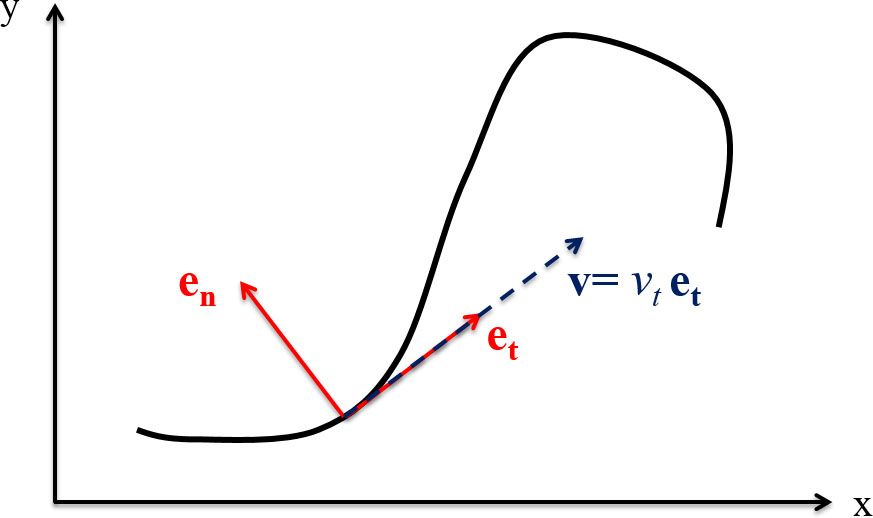 y
eₙ
v= vₜ eₜ
eₜ
x